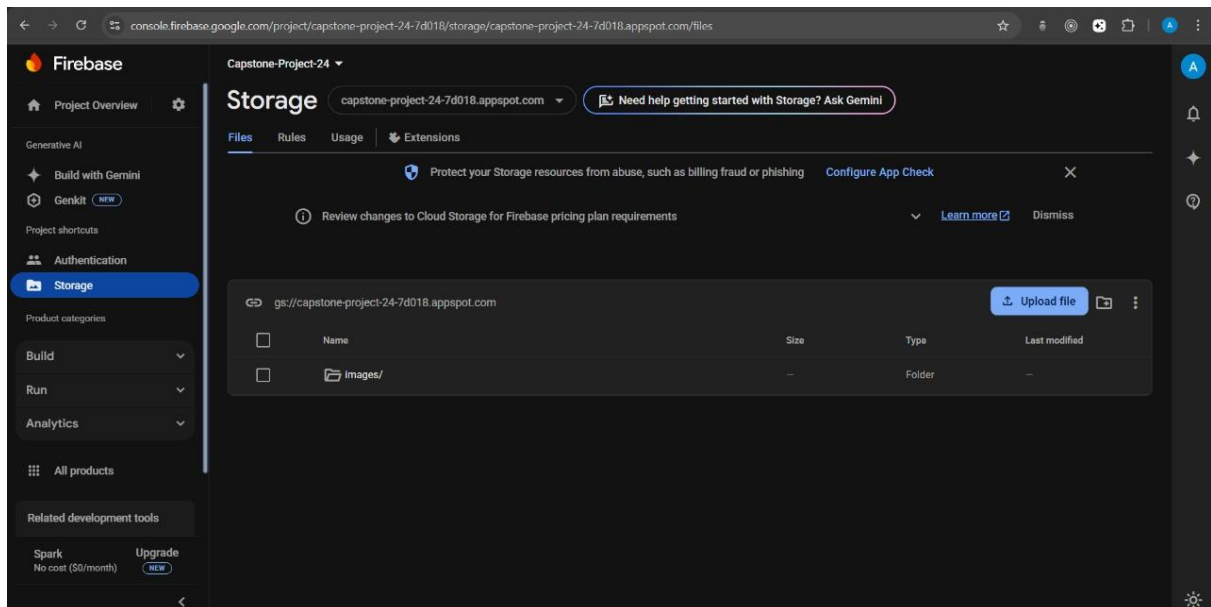 console.firebase.google.com/project/capstone-project-24-7d018/storage/capstone-project-24-7d018.appspot.com/files
A
Firebase
Project Overview
Generative AI
Build with Gemini
Genkit NEW
Project shortcuts
Authentication
Storage
Product categories
Build
Run
Analytics
All products
Related development tools
Spark Upgrade
No cost ($0/month) NEW
Capstone-Project-24
Storage capstone-project-24-7d018.appspot.com Need help getting started with Storage? Ask Gemini
Files Rules Usage Extensions
Protect your Storage resources from abuse, such as billing fraud or phishing Configure App Check
Review changes to Cloud Storage for Firebase pricing plan requirements Learn more Dismiss
gs://capstone-project-24-7d018.appspot.com Upload file
Name Size Type Last modified
images/ — Folder —
A